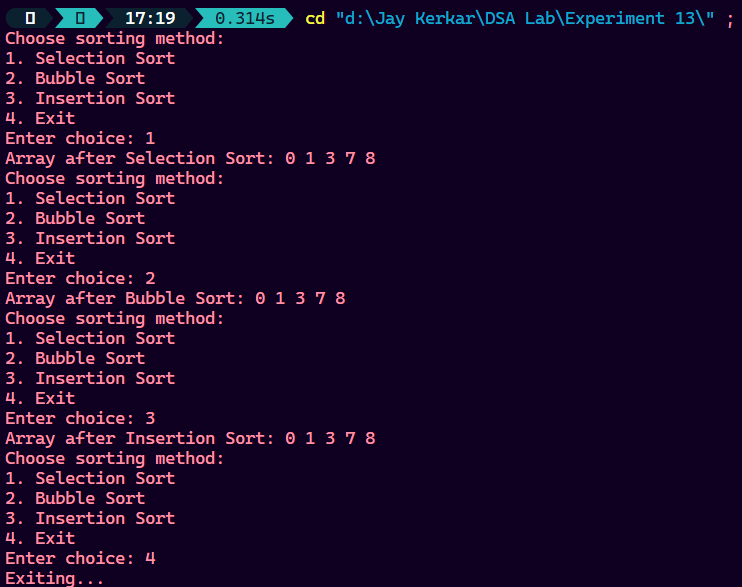 17:19 0.314s cd "d:\Jay Kerkar\DSA Lab\Experiment 13\" ;
Choose sorting method:
1. Selection Sort
2. Bubble Sort
3. Insertion Sort
4. Exit
Enter choice: 1
Array after Selection Sort: 0 1 3 7 8
Choose sorting method:
1. Selection Sort
2. Bubble Sort
3. Insertion Sort
4. Exit
Enter choice: 2
Array after Bubble Sort: 0 1 3 7 8
Choose sorting method:
1. Selection Sort
2. Bubble Sort
3. Insertion Sort
4. Exit
Enter choice: 3
Array after Insertion Sort: 0 1 3 7 8
Choose sorting method:
1. Selection Sort
2. Bubble Sort
3. Insertion Sort
4. Exit
Enter choice: 4
Exiting...